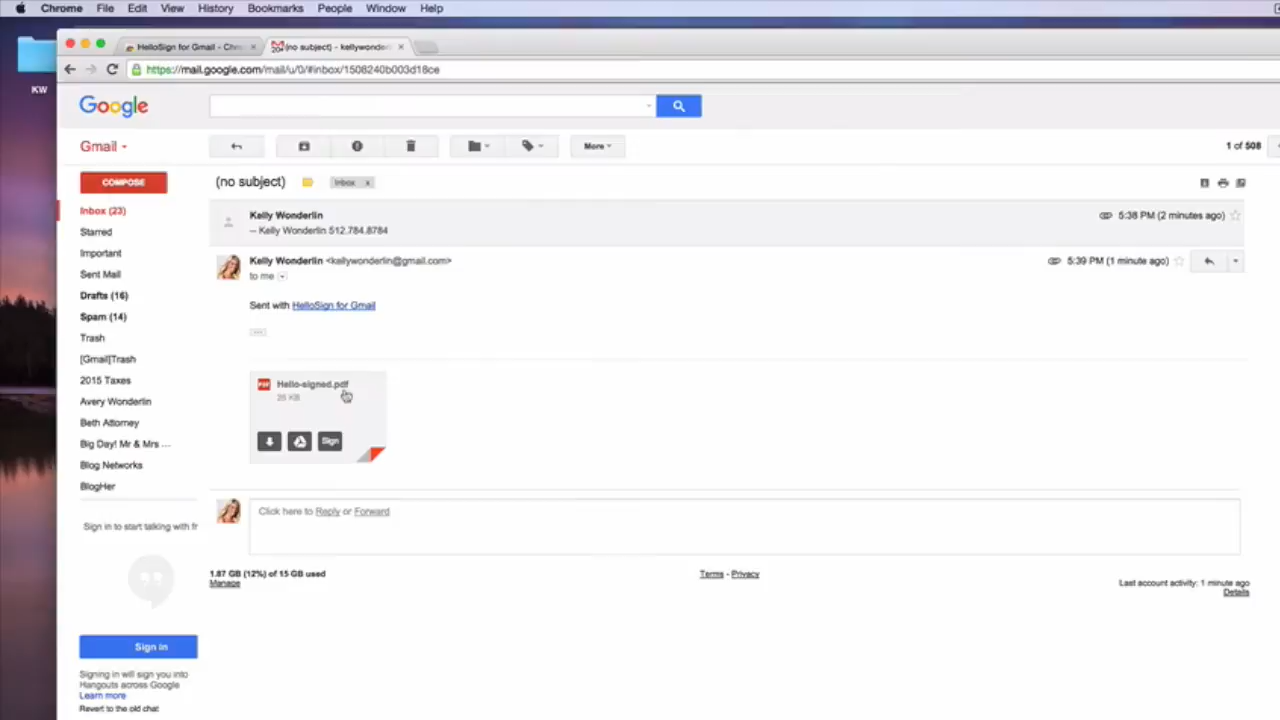 Chrome File Edit View History Bookmarks People Window Help
HelloSign for Gmail - Chro × (no subject) - kellywonderl ×
https://mail.google.com/mail/u/0/#inbox/1508240b003d18ce
KW
Google
Gmail More 1 of 508
COMPOSE (no subject) Inbox x
Inbox (23)
Starred
Important
Sent Mail
Drafts (16)
Spam (14)
Trash
[Gmail]Trash
2015 Taxes
Avery Wonderlin
Beth Attorney
Big Day! Mr & Mrs ...
Blog Networks
BlogHer
Kelly Wonderlin 5:38 PM (2 minutes ago)
-- Kelly Wonderlin 512.784.8784
Kelly Wonderlin <kellywonderlin@gmail.com> 5:39 PM (1 minute ago)
to me
Sent with HelloSign for Gmail
PDF Hello-signed.pdf
26 KB
Sign
Click here to Reply or Forward
Sign in to start talking with fr
1.87 GB (12%) of 15 GB used
Manage
Terms - Privacy
Last account activity: 1 minute ago
Details
Sign in
Signing in will sign you into
Hangouts across Google
Learn more
Revert to the old chat